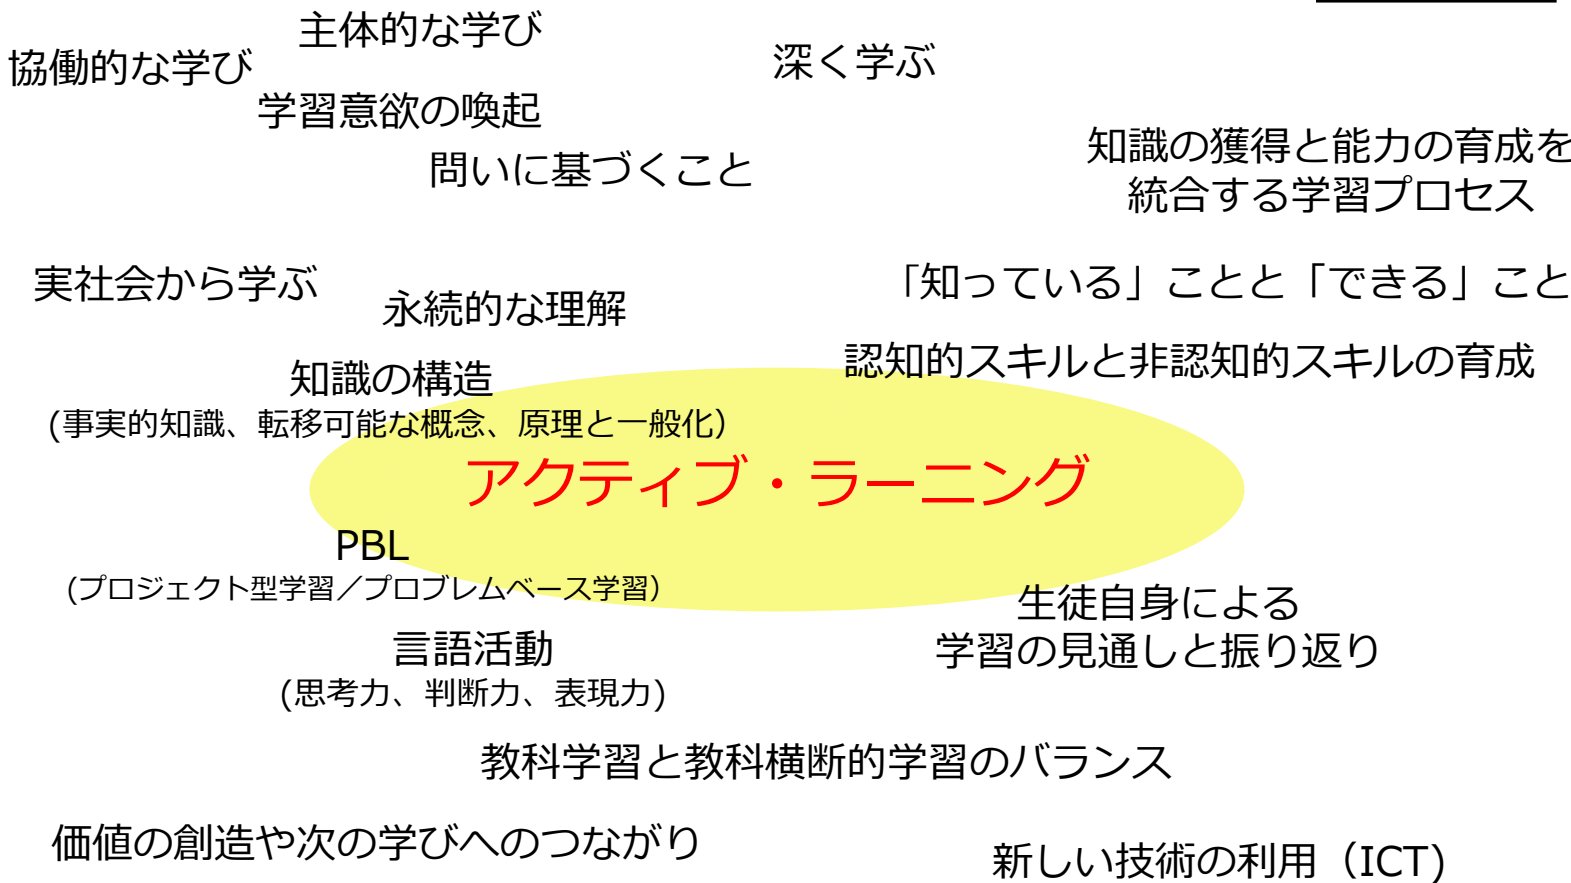 主体的な学び
協働的な学び
深く学ぶ
学習意欲の喚起
問いに基づくこと
知識の獲得と能力の育成を
統合する学習プロセス
実社会から学ぶ
永続的な理解
「知っている」ことと「できる」こと
認知的スキルと非認知的スキルの育成
知識の構造
(事実的知識、転移可能な概念、原理と一般化）
アクティブ・ラーニング
PBL
(プロジェクト型学習／プロブレムベース学習）
生徒自身による
学習の見通しと振り返り
言語活動
(思考力、判断力、表現力)
教科学習と教科横断的学習のバランス
価値の創造や次の学びへのつながり
新しい技術の利用（ICT)